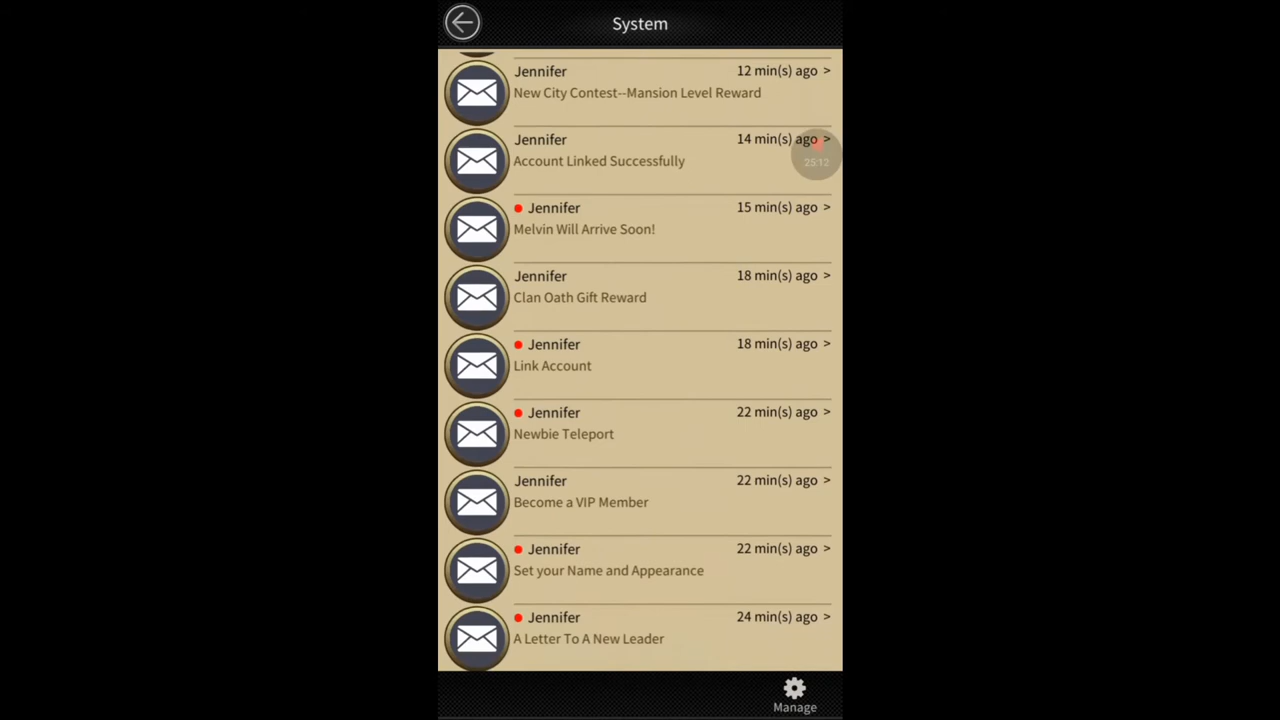 System
Jennifer 12 min(s) ago >
New City Contest--Mansion Level Reward
Jennifer 14 min(s) ago >
Account Linked Successfully
25:12
Jennifer 15 min(s) ago >
Melvin Will Arrive Soon!
Jennifer 18 min(s) ago >
Clan Oath Gift Reward
Jennifer 18 min(s) ago >
Link Account
Jennifer 22 min(s) ago >
Newbie Teleport
Jennifer 22 min(s) ago >
Become a VIP Member
Jennifer 22 min(s) ago >
Set your Name and Appearance
Jennifer 24 min(s) ago >
A Letter To A New Leader
Manage